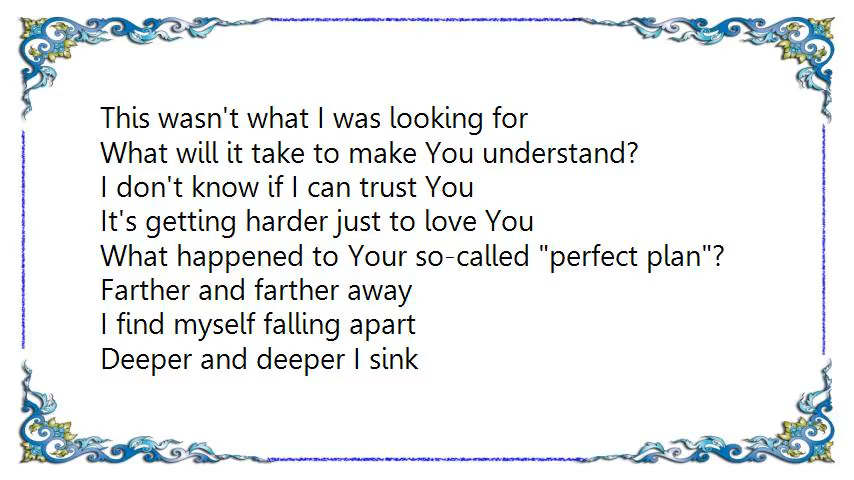 This wasn't what I was looking for
What will it take to make You understand?
I don't know if I can trust You
It's getting harder just to love You
What happened to Your so-called "perfect plan"?
Farther and farther away
I find myself falling apart
Deeper and deeper I sink